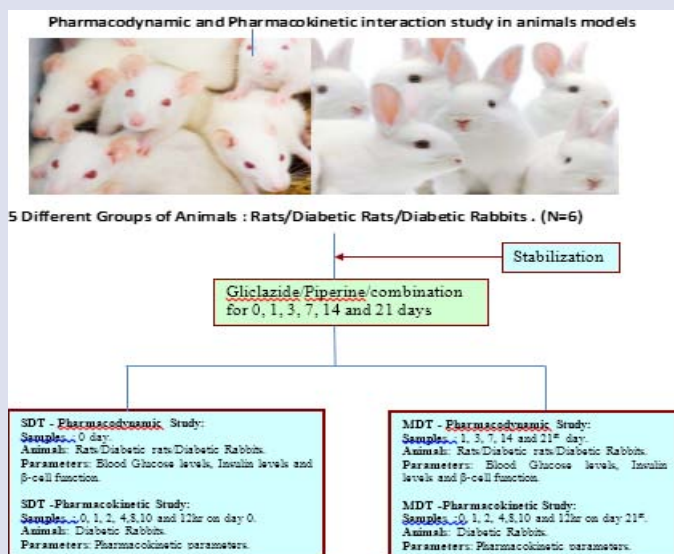 Pharmacodynamic and Pharmacokinetic interaction study in animals models
5 Different Groups of Animals : Rats/Diabetic Rats/Diabetic Rabbits . (N=6)
Stabilization
Gliclazide/Piperine/combination
for 0, 1, 3, 7, 14 and 21 days
SDT - Pharmacodynamic Study:
Samples : 0 day.
Animals: Rats/Diabetic rats/Diabetic Rabbits.
Parameters: Blood Glucose levels, Insulin levels and
β-cell function.
SDT -Pharmacokinetic Study:
Samples :,0, 1, 2, 4,8,10 and 12hr on day 0.
Animals: Diabetic Rabbits.
Parameters: Pharmacokinetic parameters.
MDT - Pharmacodynamic Study:
Samples : 1, 3, 7, 14 and 21st day.
Animals: Rats/Diabetic rats/Diabetic Rabbits.
Parameters: Blood Glucose levels, Insulin
levels and β-cell function.
MDT -Pharmacokinetic Study:
Samples :0, 1, 2, 4,8,10 and 12hr on day 21st.
Animals: Diabetic Rabbits.
Parameters: Pharmacokinetic parameters.